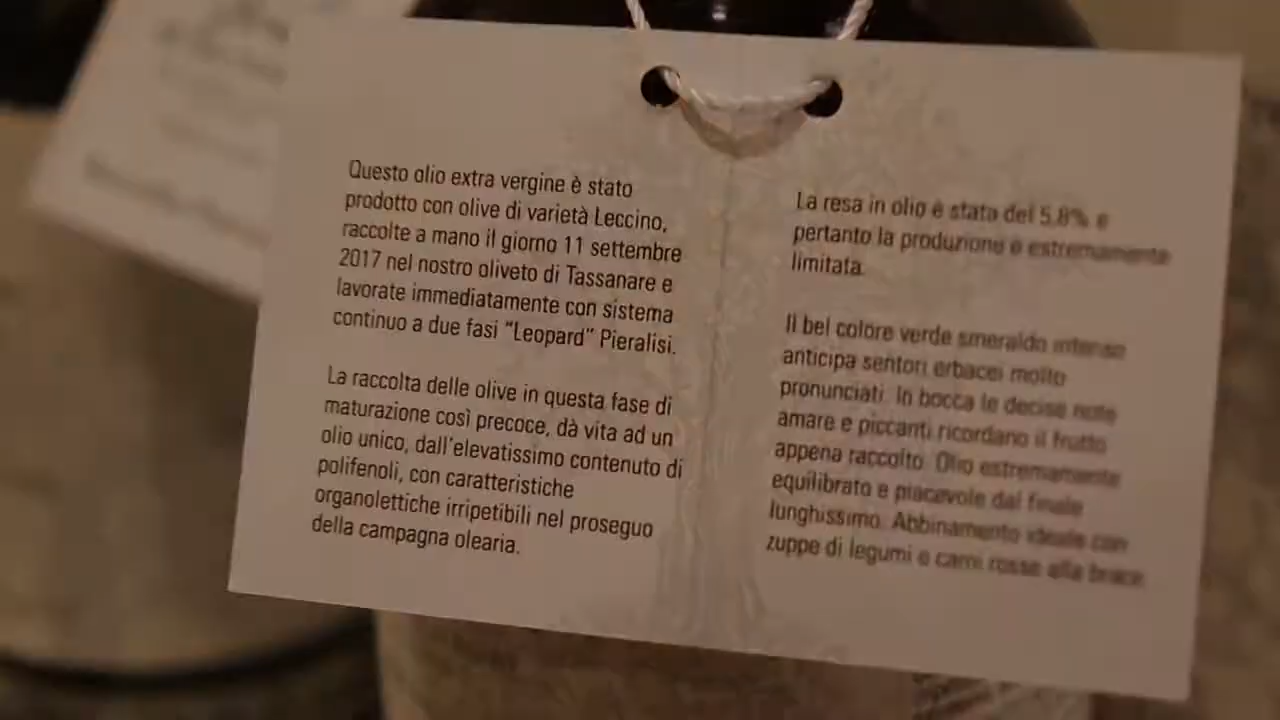 Questo olio extra vergine è stato
prodotto con olive di varietà Leccino,
raccolte a mano il giorno 11 settembre
2017 nel nostro oliveto di Tassanare e
lavorate immediatamente con sistema
continuo a due fasi “Leopard” Pieralisi.
La raccolta delle olive in questa fase di
maturazione così precoce, dà vita ad un
olio unico, dall’elevatissimo contenuto di
polifenoli, con caratteristiche
organolettiche irripetibili nel proseguo
della campagna olearia.
La resa in olio è stata del 5,8% e
pertanto la produzione è estremamente
limitata.
Il bel colore verde smeraldo intenso
anticipa sentori erbacei molto
pronunciati. In bocca le decise note
amare e piccanti ricordano il frutto
appena raccolto. Olio estremamente
equilibrato e piacevole dal finale
lunghissimo. Abbinamento ideale con
zuppe di legumi o carni rosse alla brace.